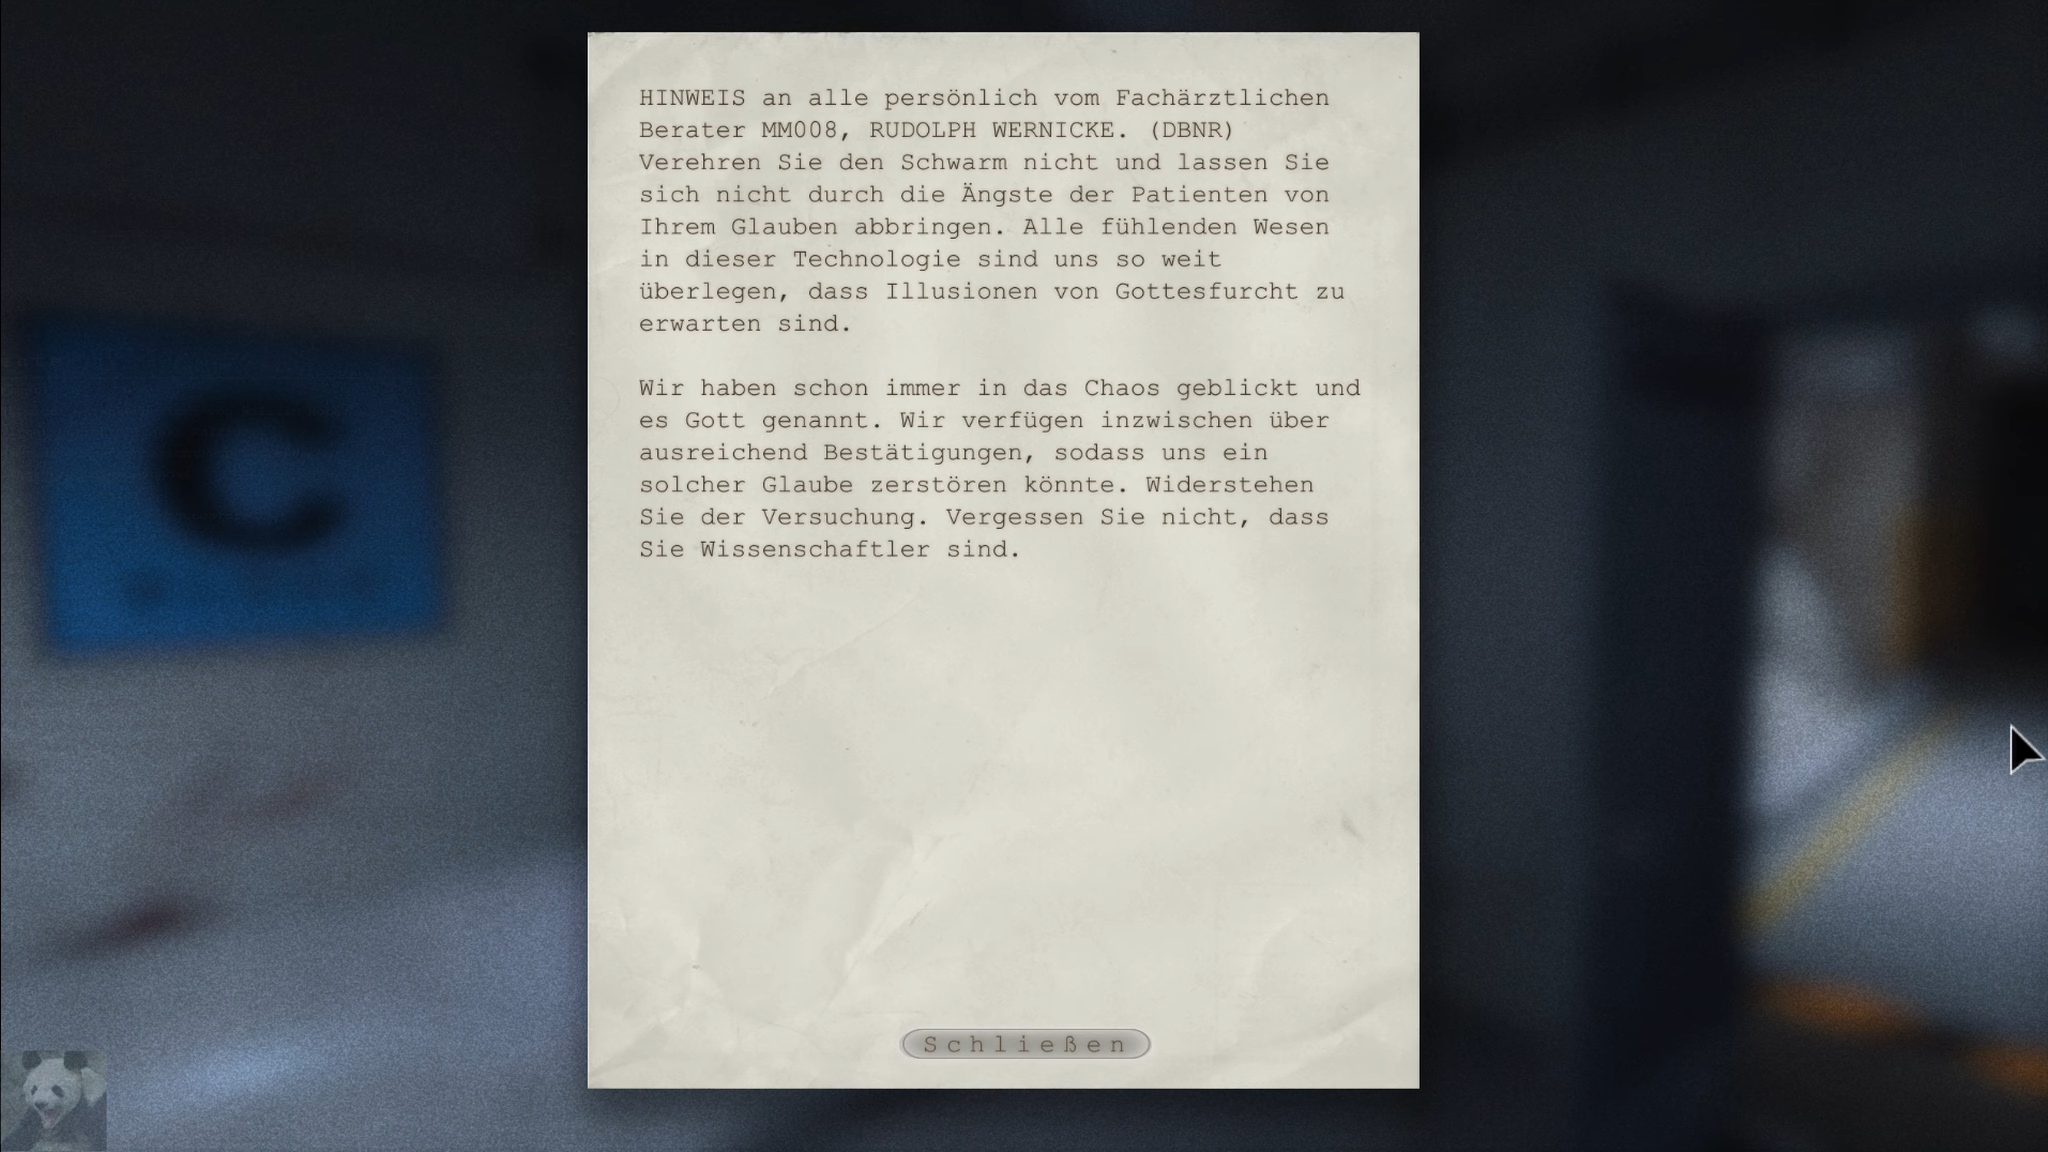 HINWEIS an alle persönlich vom Fachärztlichen
Berater MM008, RUDOLPH WERNICKE. (DBNR)
Verehren Sie den Schwarm nicht und lassen Sie
sich nicht durch die Ängste der Patienten von
Ihrem Glauben abbringen. Alle fühlenden Wesen
in dieser Technologie sind uns so weit
überlegen, dass Illusionen von Gottesfurcht zu
erwarten sind.
Wir haben schon immer in das Chaos geblickt und
es Gott genannt. Wir verfügen inzwischen über
ausreichend Bestätigungen, sodass uns ein
solcher Glaube zerstören könnte. Widerstehen
Sie der Versuchung. Vergessen Sie nicht, dass
Sie Wissenschaftler sind.
C
Schließen